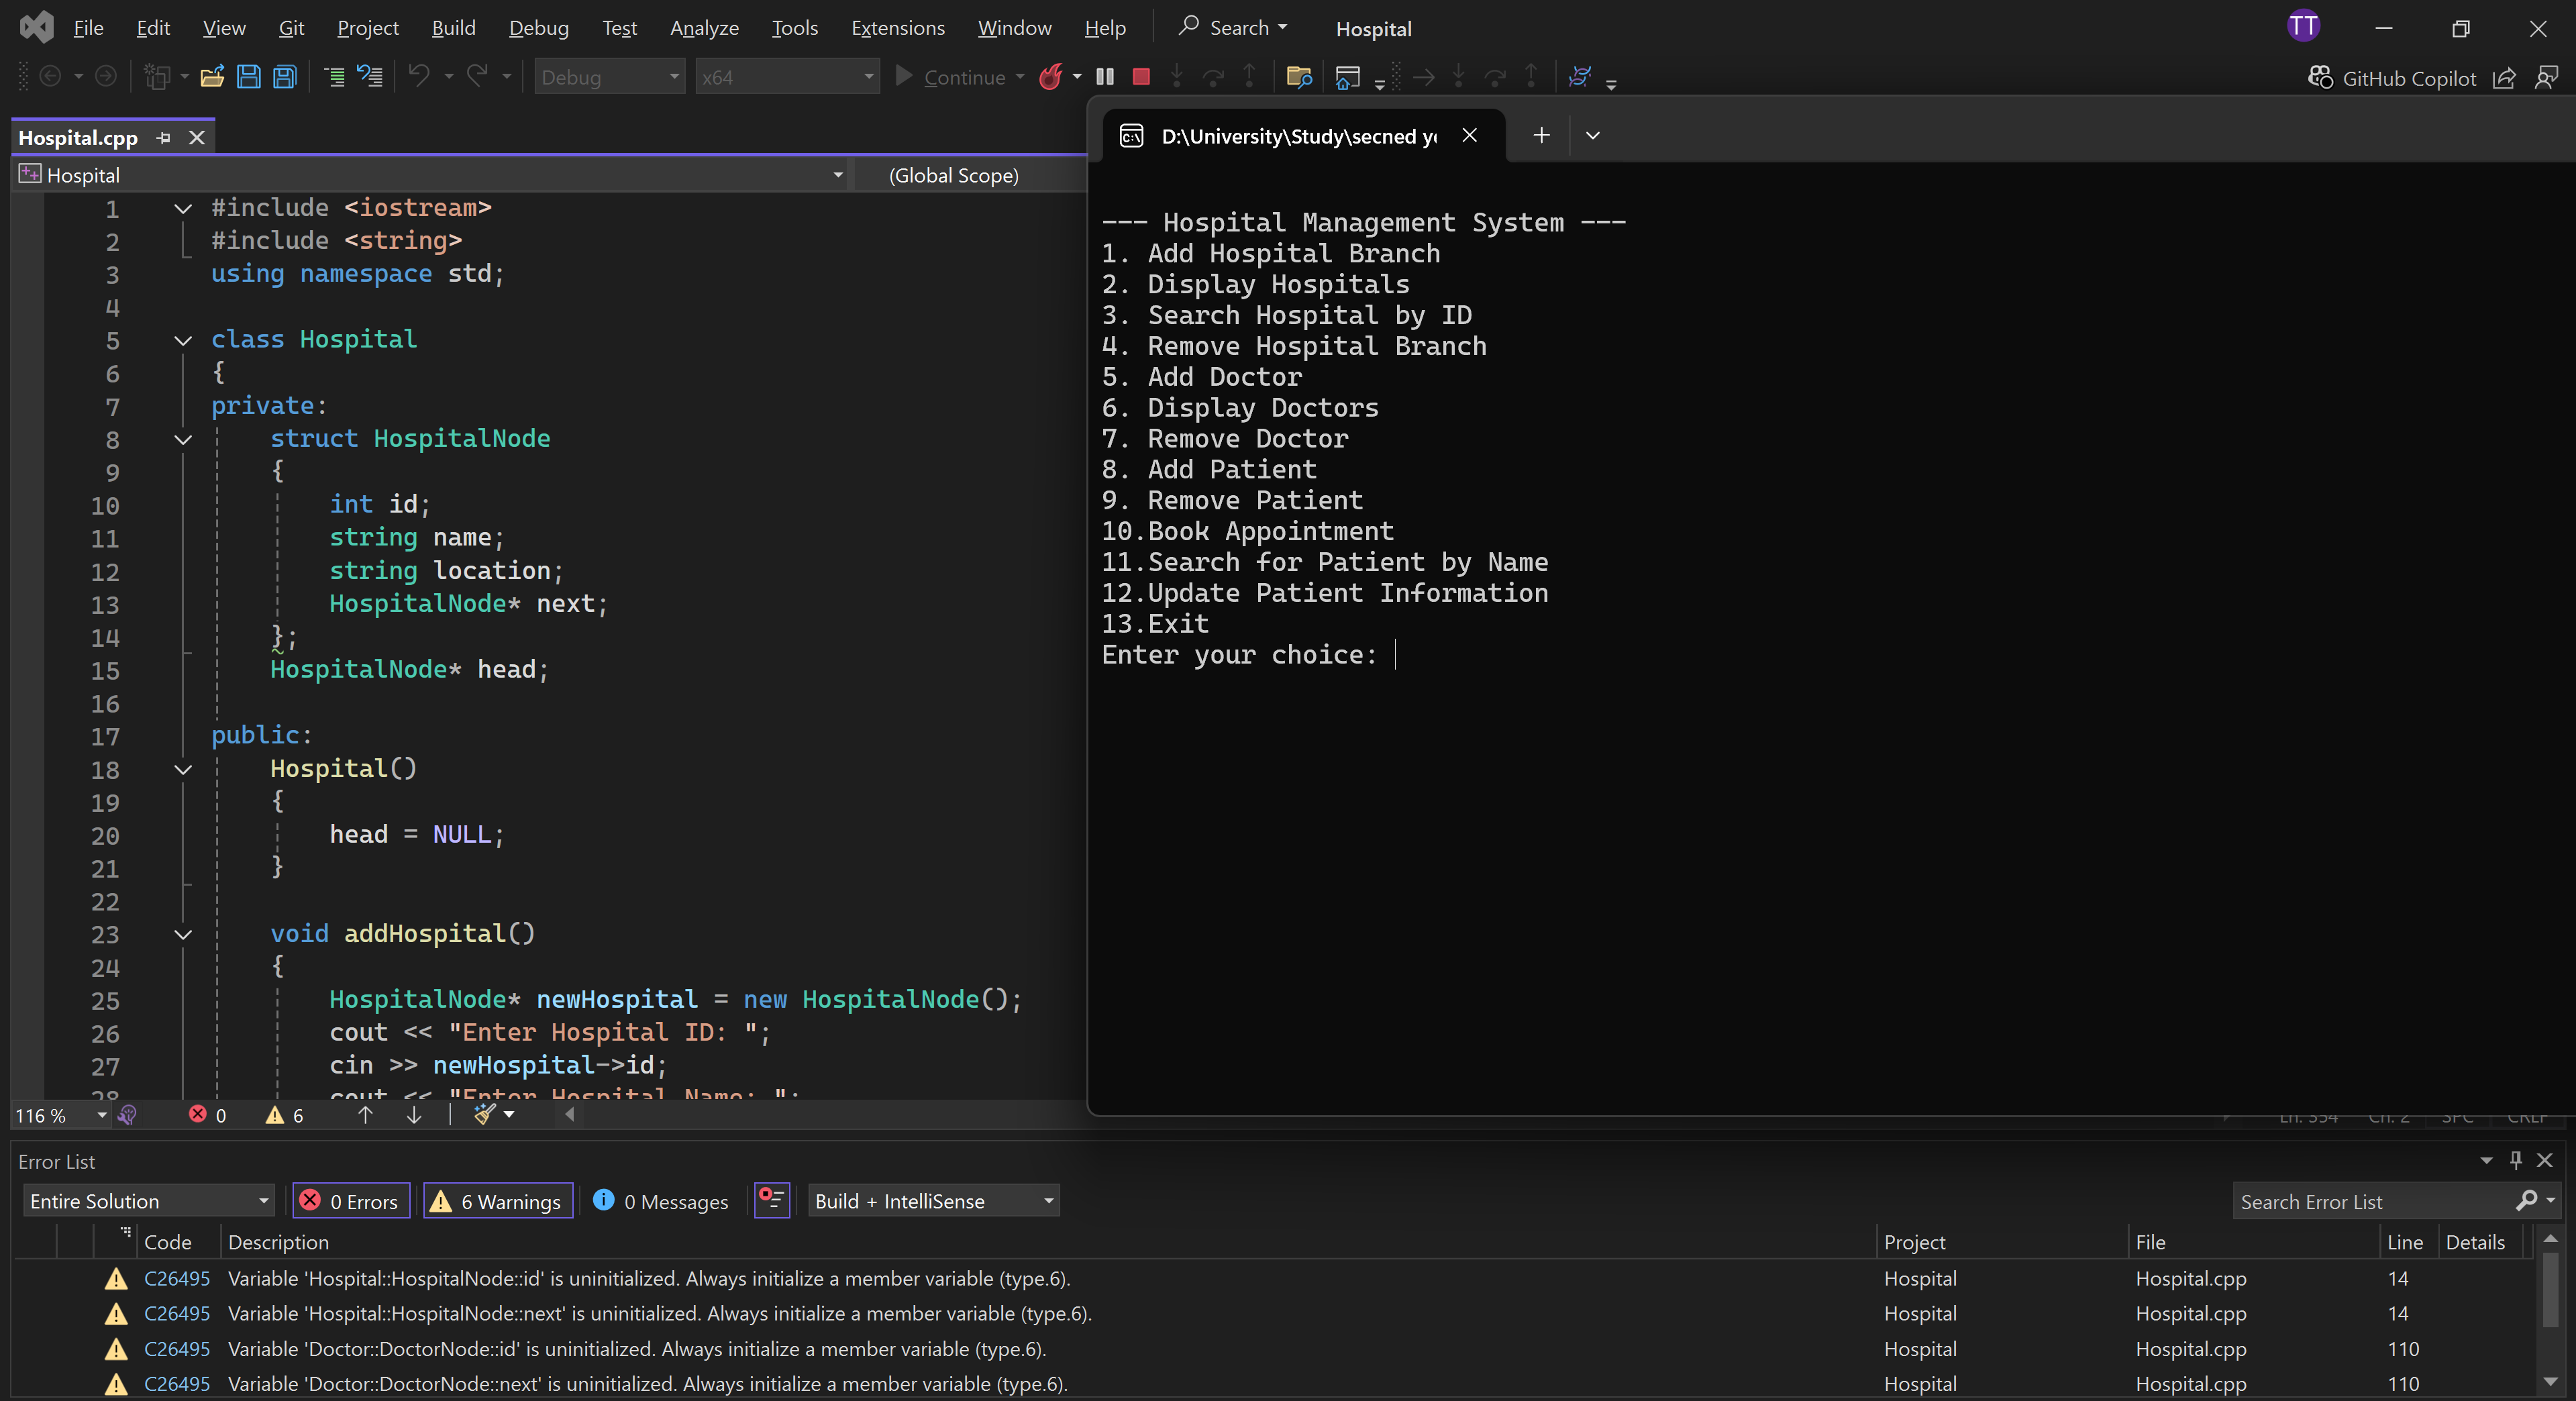 File Edit View Git Project Build Debug Test Analyze Tools Extensions Window Help Search Hospital TT
Debug x64 Continue GitHub Copilot
Hospital.cpp
D:\University\Study\secned ye
Hospital (Global Scope)
1 #include <iostream>
2 #include <string>
3 using namespace std;
4
5 class Hospital
6 {
7 private:
8 struct HospitalNode
9 {
10 int id;
11 string name;
12 string location;
13 HospitalNode* next;
14 };
15 HospitalNode* head;
16
17 public:
18 Hospital()
19 {
20 head = NULL;
21 }
22
23 void addHospital()
24 {
25 HospitalNode* newHospital = new HospitalNode();
26 cout << "Enter Hospital ID: ";
27 cin >> newHospital->id;
28 cout << "Enter Hospital Name: ";
--- Hospital Management System ---
1. Add Hospital Branch
2. Display Hospitals
3. Search Hospital by ID
4. Remove Hospital Branch
5. Add Doctor
6. Display Doctors
7. Remove Doctor
8. Add Patient
9. Remove Patient
10.Book Appointment
11.Search for Patient by Name
12.Update Patient Information
13.Exit
Enter your choice:
116 % 0 6 Ln: 354 Ch: 2 SPC CRLF
Error List
Entire Solution 0 Errors 6 Warnings 0 Messages Build + IntelliSense Search Error List
Code Description Project File Line Details
C26495 Variable 'Hospital::HospitalNode::id' is uninitialized. Always initialize a member variable (type.6). Hospital Hospital.cpp 14
C26495 Variable 'Hospital::HospitalNode::next' is uninitialized. Always initialize a member variable (type.6). Hospital Hospital.cpp 14
C26495 Variable 'Doctor::DoctorNode::id' is uninitialized. Always initialize a member variable (type.6). Hospital Hospital.cpp 110
C26495 Variable 'Doctor::DoctorNode::next' is uninitialized. Always initialize a member variable (type.6). Hospital Hospital.cpp 110